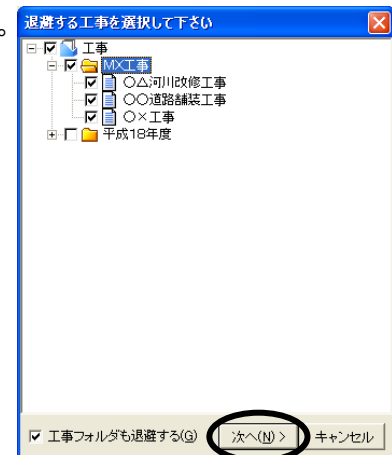 。
退避する工事を選択して下さい
工事
MX工事
〇△河川改修工事
〇〇道路舗装工事
〇×工事
平成18年度
工事フォルダも退避する(G)
次へ(N) >
キャンセル